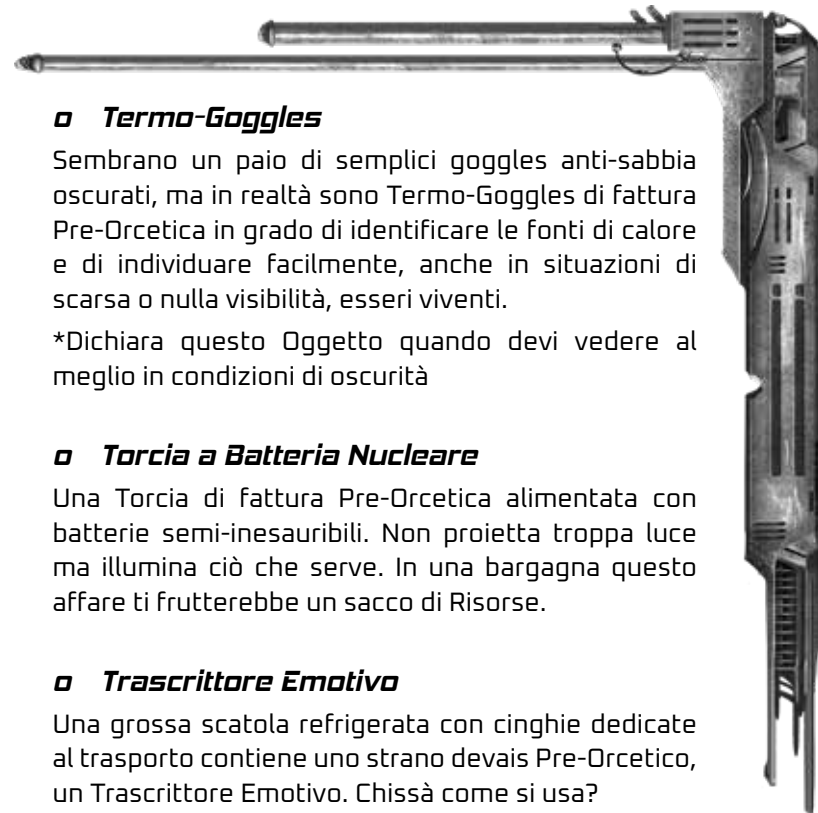 o Termo-Goggles
Sembrano un paio di semplici goggles anti-sabbia
oscurati, ma in realtà sono Termo-Goggles di fattura
Pre-Orcetica in grado di identificare le fonti di calore
e di individuare facilmente, anche in situazioni di
scarsa o nulla visibilità, esseri viventi.
*Dichiara questo Oggetto quando devi vedere al
meglio in condizioni di oscurità
o Torcia a Batteria Nucleare
Una Torcia di fattura Pre-Orcetica alimentata con
batterie semi-inesauribili. Non proietta troppa luce
ma illumina ciò che serve. In una bargagna questo
affare ti frutterebbe un sacco di Risorse.
o Trascrittore Emotivo
Una grossa scatola refrigerata con cinghie dedicate
al trasporto contiene uno strano devais Pre-Orcetico,
un Trascrittore Emotivo. Chissà come si usa?